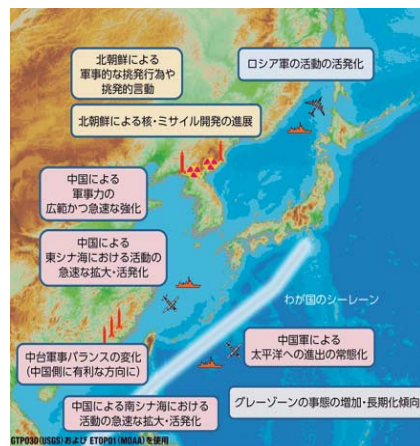 北朝鮮による
軍事的な挑発行為や
挑発的言動
ロシア軍の活動の活発化
北朝鮮による核・ミサイル開発の進展
中国による
軍事力の
広範かつ急速な強化
中国による
東シナ海における活動の
急速な拡大・活発化
わが国のシーレーン
中国軍による
太平洋への進出の常態化
中台軍事バランスの変化
(中国側に有利な方向に)
中国による南シナ海における
活動の急速な拡大・活発化
グレーゾーンの事態の増加・長期化傾向
GTPO30(USGS)および ETOPO1(MOAA)を使用